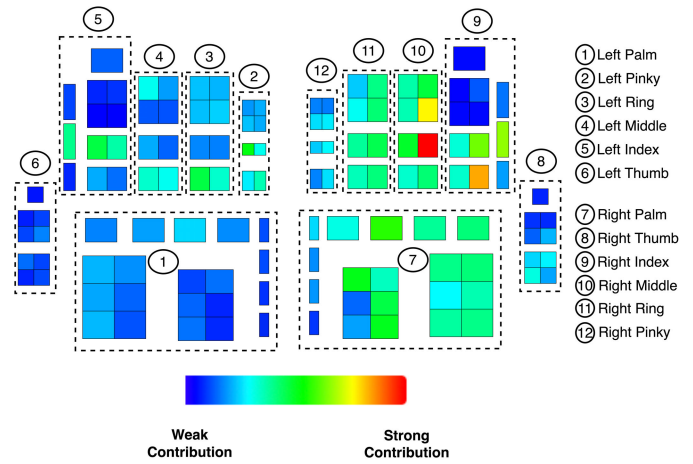 5
9
4
3
11
10
2
12
6
8
1
7
1 Left Palm
2 Left Pinky
3 Left Ring
4 Left Middle
5 Left Index
6 Left Thumb
7 Right Palm
8 Right Thumb
9 Right Index
10 Right Middle
11 Right Ring
12 Right Pinky
Weak
Contribution
Strong
Contribution